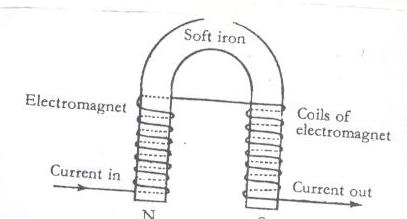 Soft iron
Electromagnet
Coils of
electromagnet
Current in
Current out
N